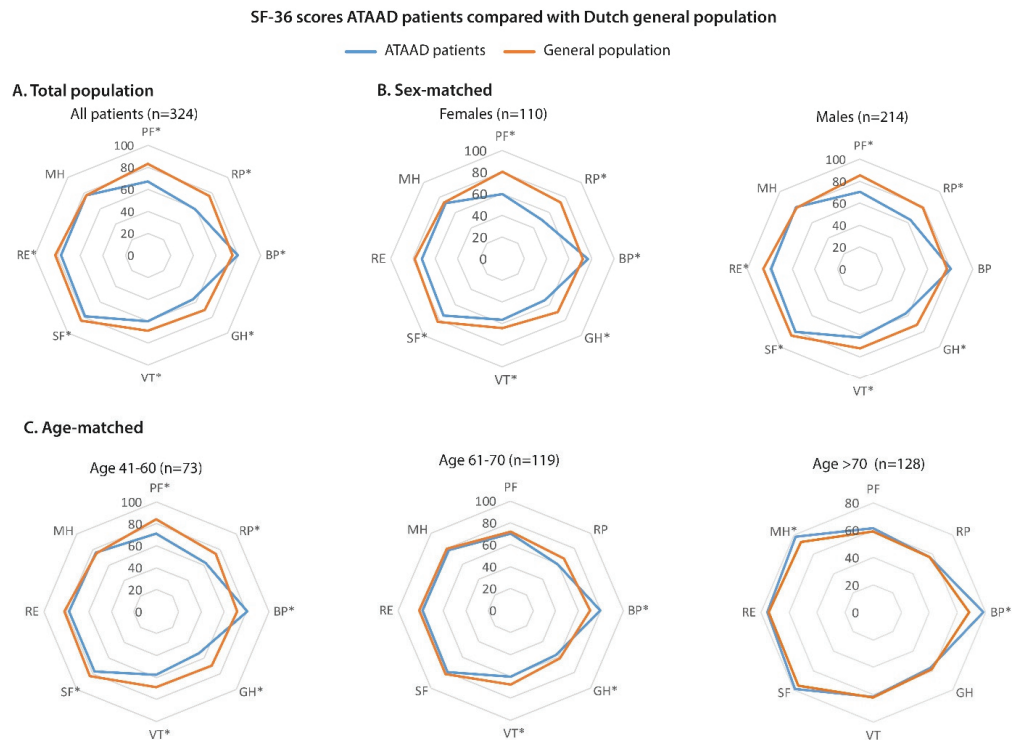 SF-36 scores ATAAD patients compared with Dutch general population
ATAAD patients General population
A. Total population
All patients (n=324)
PF*
100
80
60
40
20
0
MH
RP*
RE*
BP*
SF*
GH*
VT*
B. Sex-matched
Females (n=110)
PF*
100
80
60
40
20
0
MH
RP*
RE
BP*
SF*
GH*
VT*
Males (n=214)
PF*
100
80
60
40
20
0
MH
RP*
RE*
BP
SF*
GH*
VT*
C. Age-matched
Age 41-60 (n=73)
PF*
100
80
60
40
20
0
MH
RP*
RE
BP*
SF*
GH*
VT*
Age 61-70 (n=119)
PF
100
80
60
40
20
0
MH
RP
RE
BP*
SF
GH*
VT*
Age >70 (n=128)
PF
80
60
40
20
0
MH*
RP
RE
BP*
SF
GH
VT